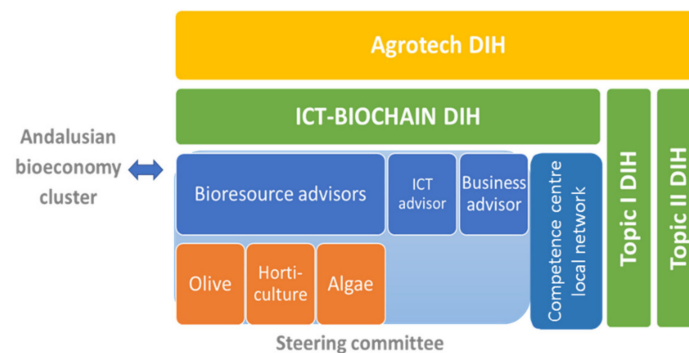 Agrotech DIH
ICT-BIOCHAIN DIH
Andalusian
bioeconomy
cluster
Bioresource advisors
ICT
advisor
Business
advisor
Olive
Horti-
culture
Algae
Competence centre
local network
Topic I DIH
Topic II DIH
Steering committee